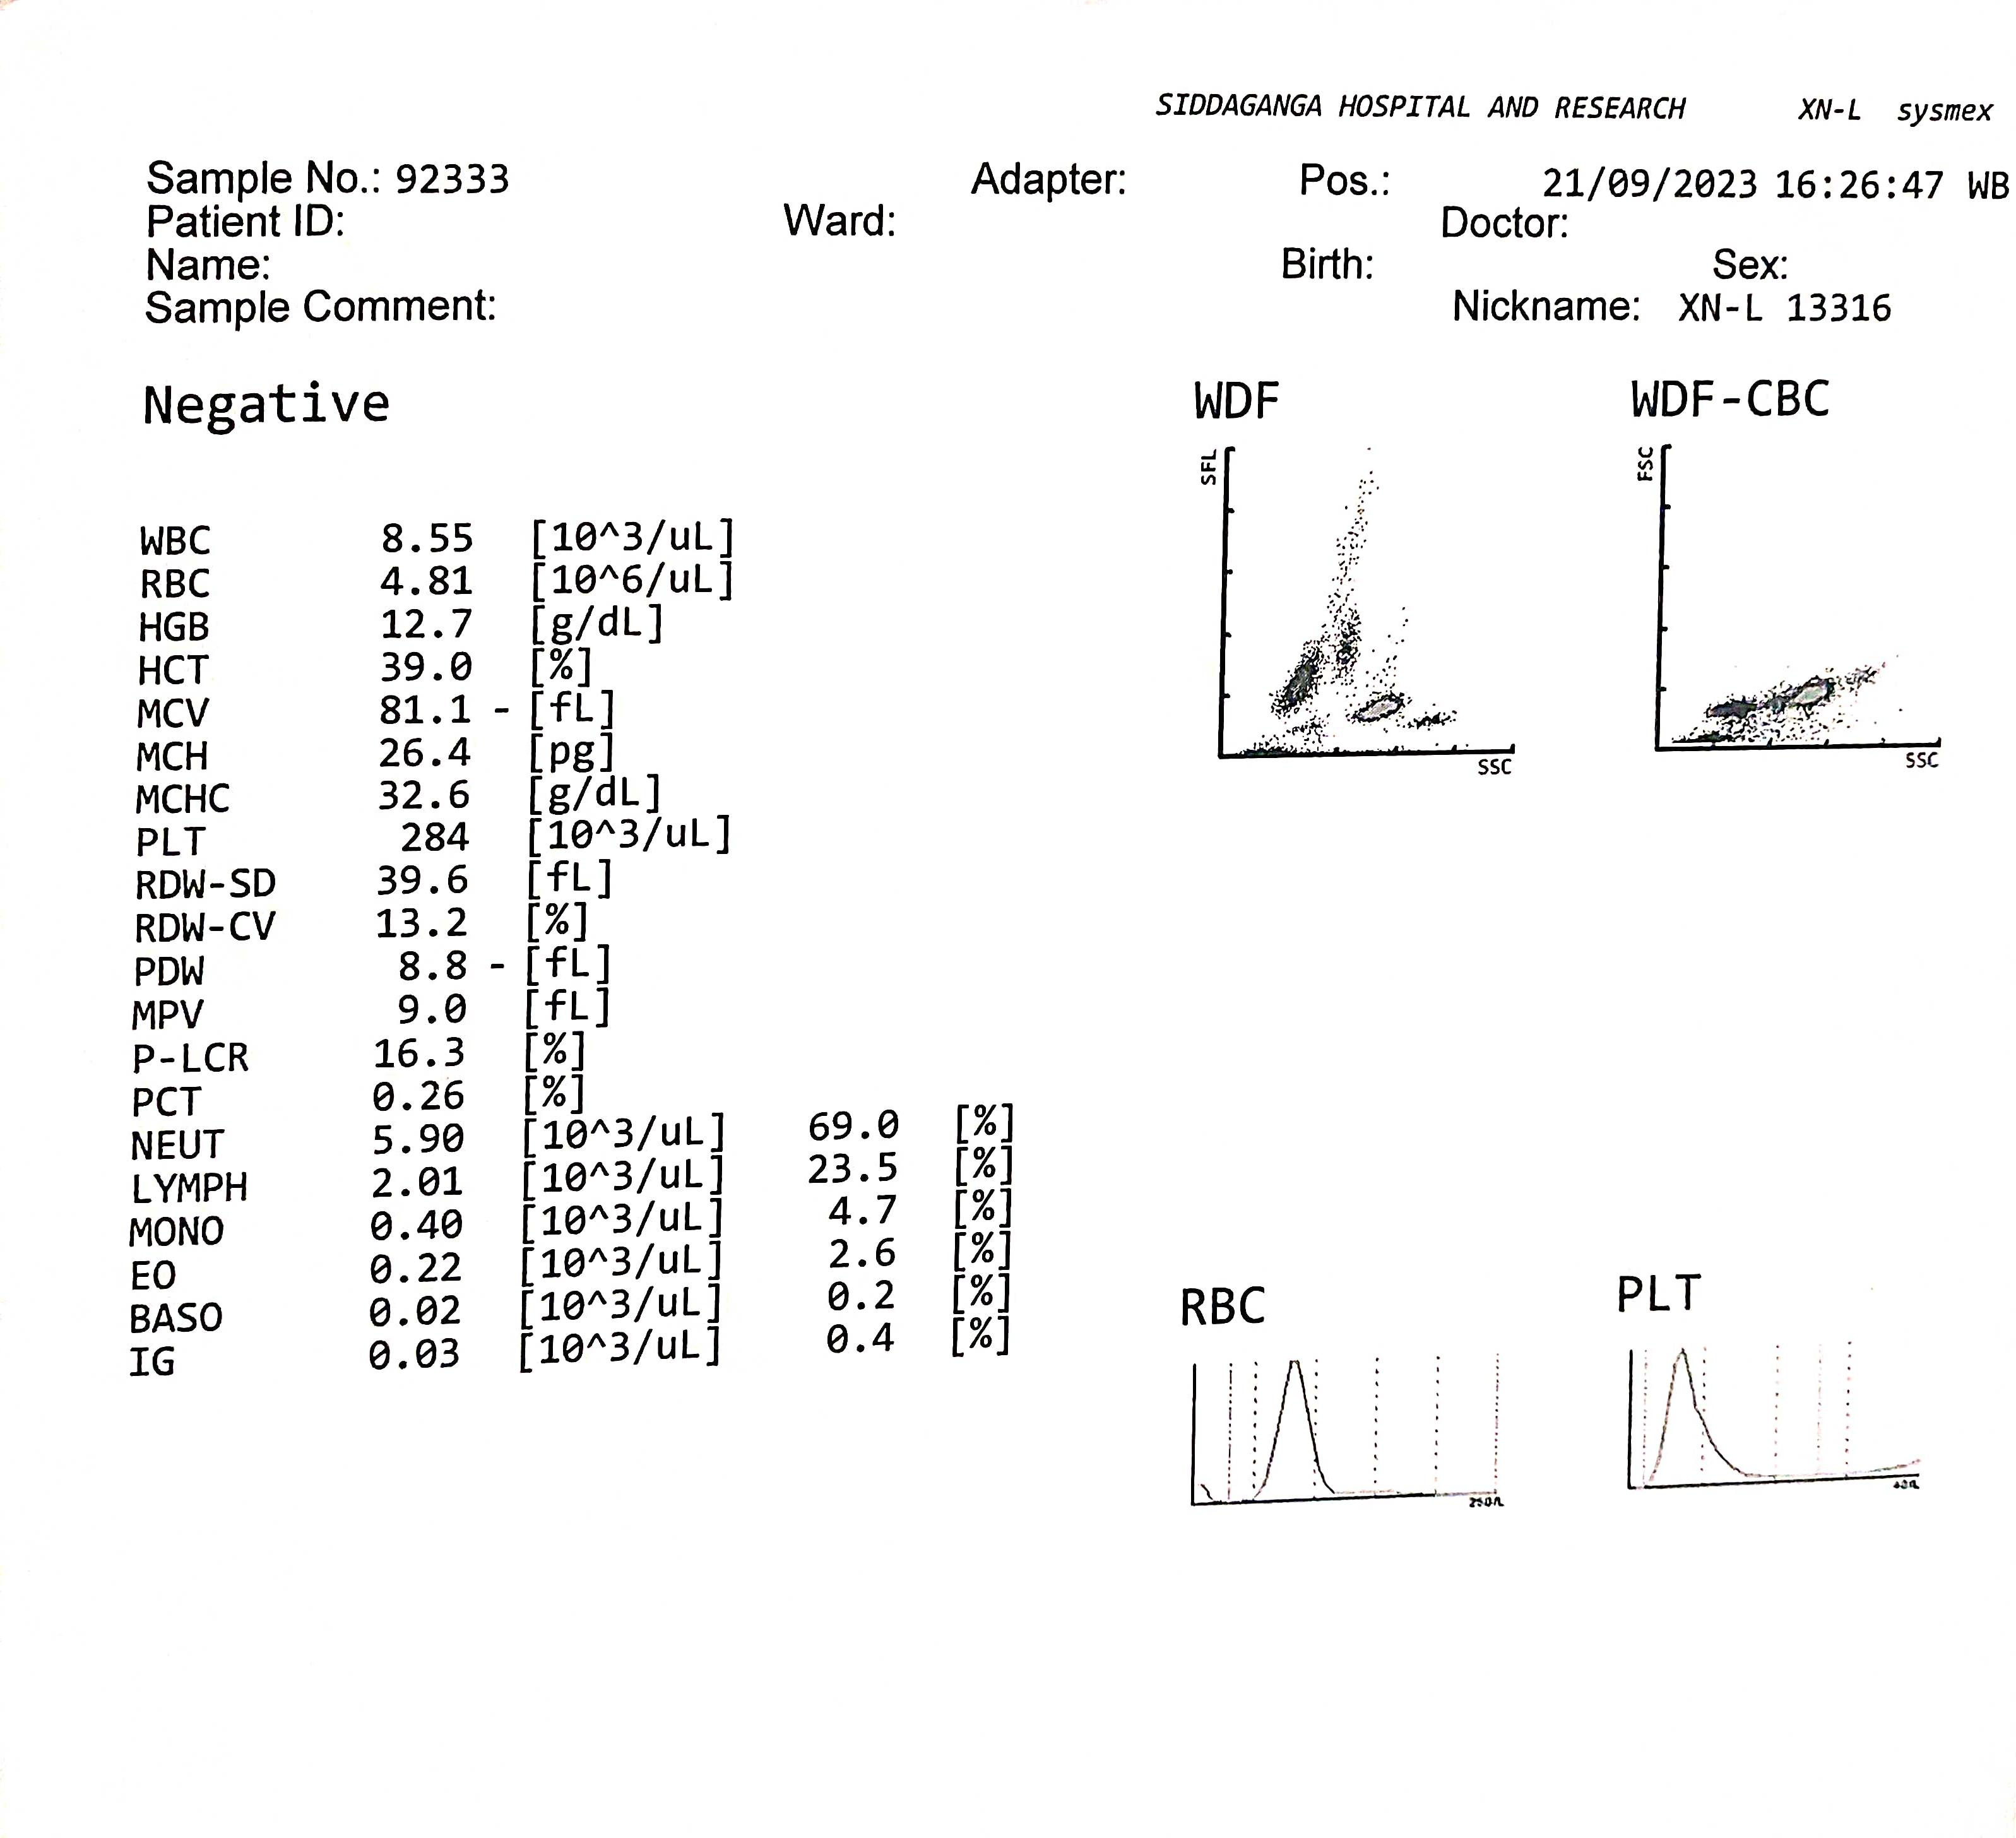 SIDDAGANGA HOSPITAL AND RESEARCH XN-L sysmex
Sample No.: 92333 Adapter: Pos.: 21/09/2023 16:26:47 WB
Patient ID: Ward: Doctor:
Name: Birth: Sex:
Sample Comment: Nickname: XN-L 13316
Negative
WDF WDF-CBC
SFL FSC
SSC SSC
WBC 8.55 [10^3/uL]
RBC 4.81 [10^6/uL]
HGB 12.7 [g/dL]
HCT 39.0 [%]
MCV 81.1 - [fL]
MCH 26.4 [pg]
MCHC 32.6 [g/dL]
PLT 284 [10^3/uL]
RDW-SD 39.6 [fL]
RDW-CV 13.2 [%]
PDW 8.8 - [fL]
MPV 9.0 [fL]
P-LCR 16.3 [%]
PCT 0.26 [%]
NEUT 5.90 [10^3/uL] 69.0 [%]
LYMPH 2.01 [10^3/uL] 23.5 [%]
MONO 0.40 [10^3/uL] 4.7 [%]
EO 0.22 [10^3/uL] 2.6 [%]
BASO 0.02 [10^3/uL] 0.2 [%]
IG 0.03 [10^3/uL] 0.4 [%]
RBC PLT